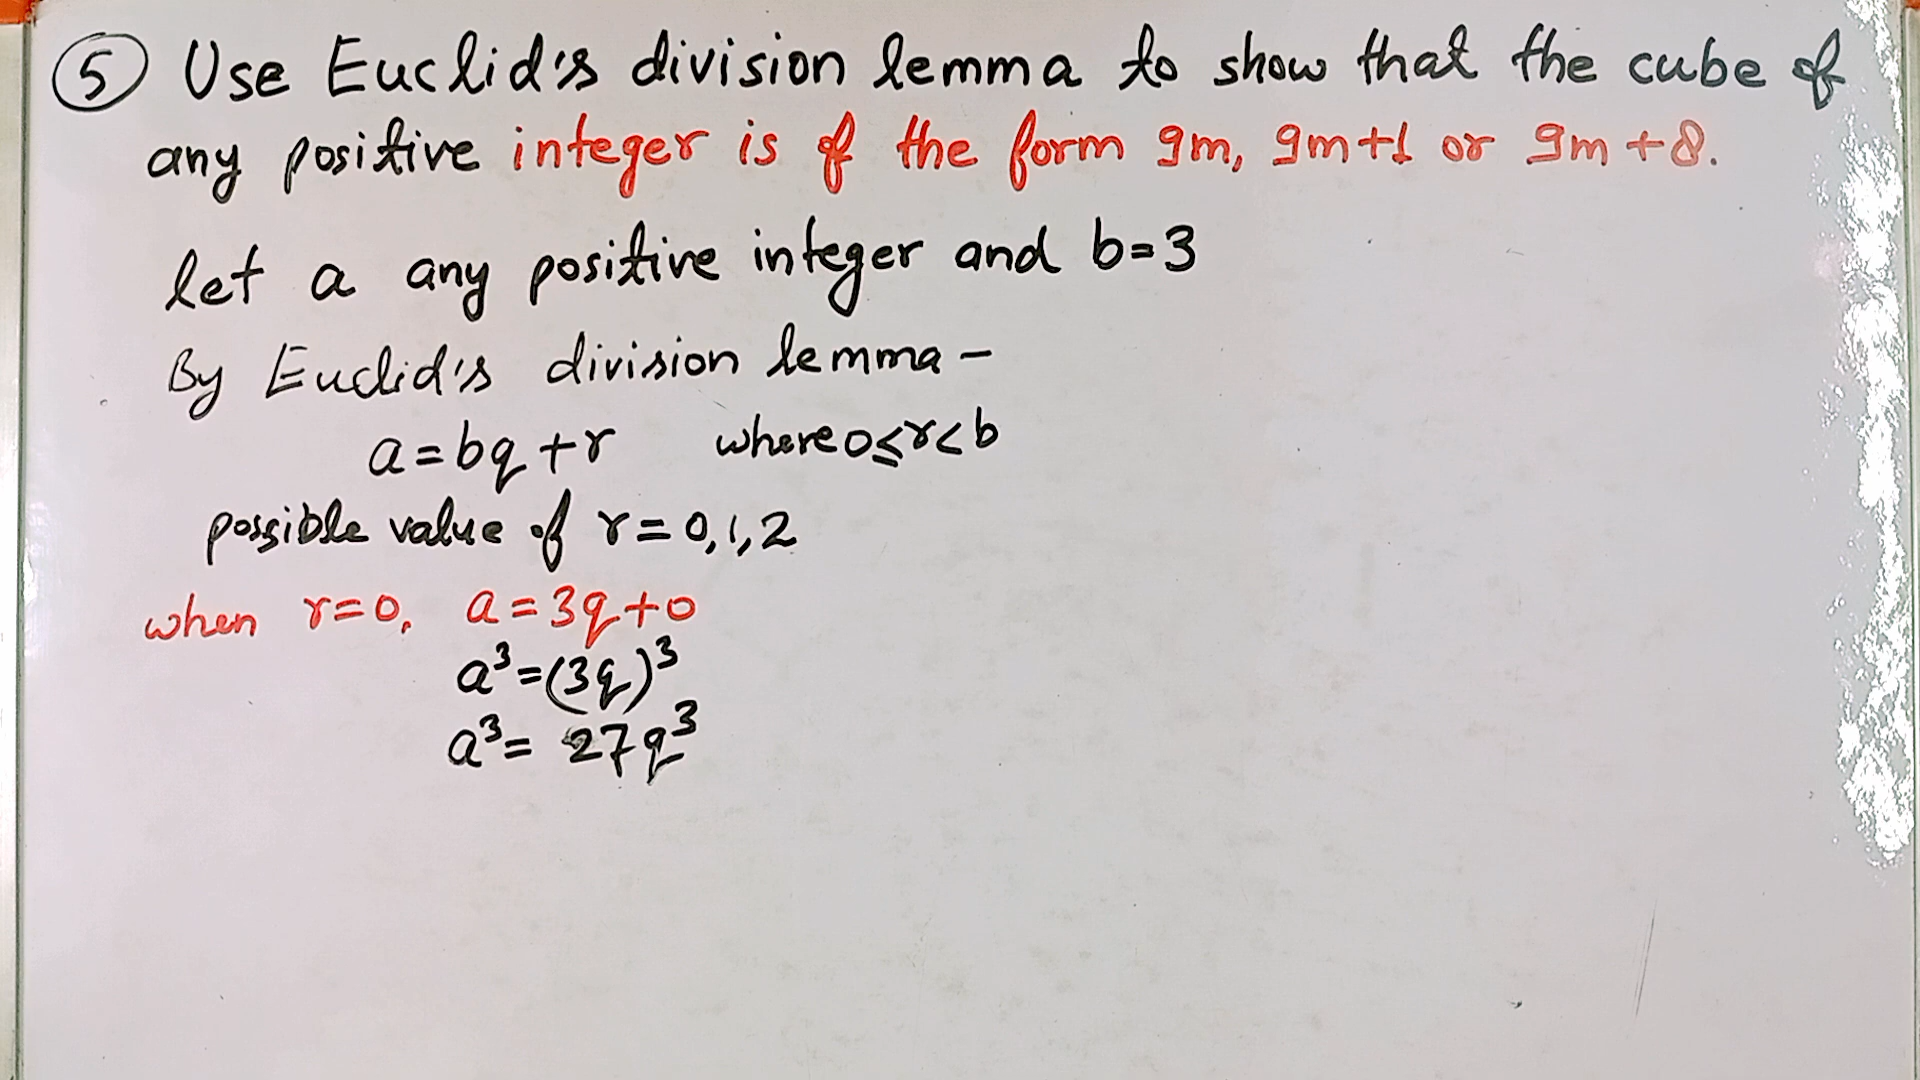 ⑤ Use Euclid's division lemma to show that the cube of
any positive integer is of the form 9m, 9m+1 or 9m+8.
let a any positive integer and b=3
By Euclid's division lemma –
a=bq+r where 0≤r<b
possible value of r=0,1,2
when r=0, a=3q+0
a³=(3q)³
a³= 27q³